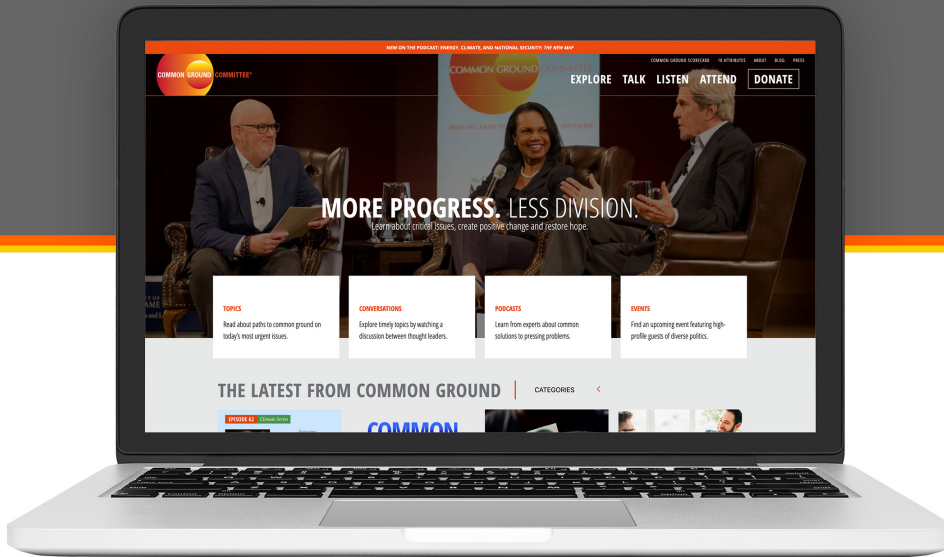 NEW ON THE PODCAST: ENERGY, CLIMATE, AND NATIONAL SECURITY: THE NEW MAP
COMMON GROUND SCORECARD 10 ATTRIBUTES ABOUT BLOG PRESS
COMMON GROUND COMMITTEE
COMMON GROUND COMMITTEE
EXPLORE TALK LISTEN ATTEND DONATE
MORE PROGRESS. LESS DIVISION.
Learn about critical issues, create positive change and restore hope.
TOPICS
Read about paths to common ground on
today's most urgent issues.
CONVERSATIONS
Explore timely topics by watching a
discussion between thought leaders.
PODCASTS
Learn from experts about common
solutions to pressing problems.
EVENTS
Find an upcoming event featuring high-
profile guests of diverse politics.
THE LATEST FROM COMMON GROUND
CATEGORIES <
EPISODE 62 Climate Series
COMMON
control option
option